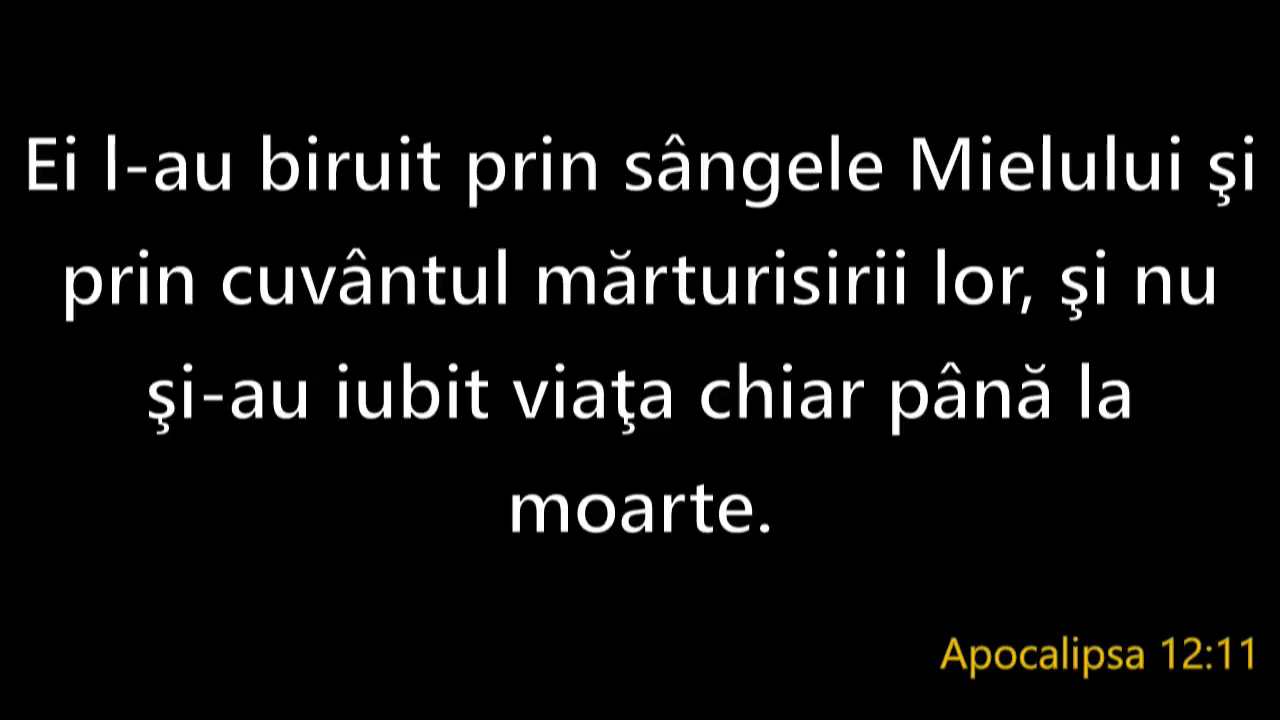 Ei l-au biruit prin sângele Mielului şi
prin cuvântul mărturisirii lor, şi nu
şi-au iubit viaţa chiar până la
moarte.
Apocalipsa 12:11